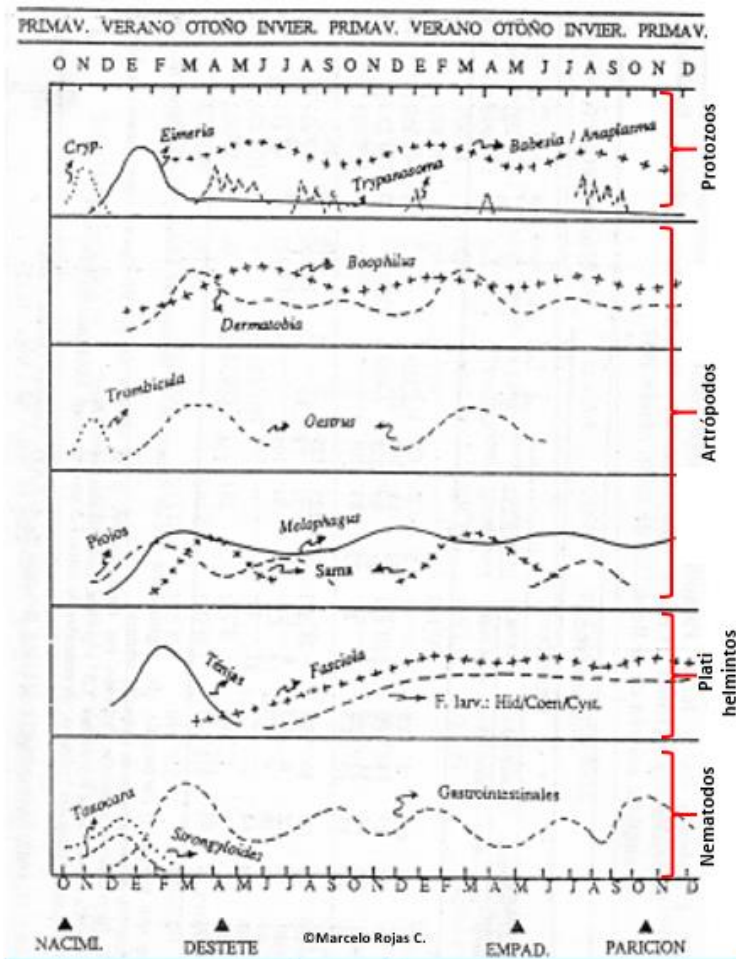 PRIMAV. VERANO OTOÑO INVIER. PRIMAV. VERANO OTOÑO INVIER. PRIMAV.
O N D E F M A M J J A S O N D E F M A M J J A S O N D
Cryp.
Eimeria
Babesia / Anaplasma
Trypanosoma
Protozoos
Boophilus
Dermatobia
Trombicula
Oestrus
Artrópodos
Piojos
Melophagus
Sarna
Ténias
Fasciola
F. larv.: Hid/Coen/Cyst.
Plati
helmintos
Toxocara
Strongyloides
Gastrointestinales
Nematodos
O N D E F M A M J J A S O N D E F M A M J J A S O N D
NACIMI. DESTETE ©Marcelo Rojas C. EMPAD. PARICION